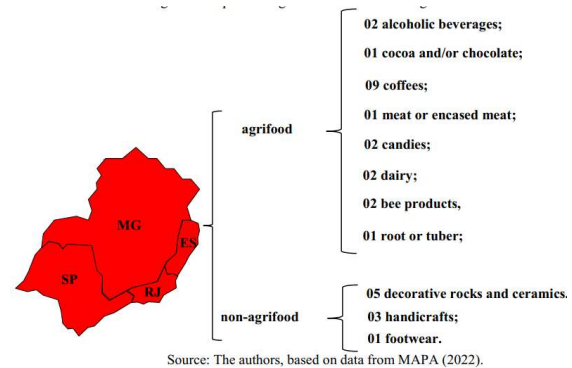 02 alcoholic beverages;
01 cocoa and/or chocolate;
09 coffees;
01 meat or encased meat;
agrifood
02 candies;
02 dairy;
02 bee products,
01 root or tuber;
MG
ES
SP
RJ
05 decorative rocks and ceramics.
non-agrifood
03 handicrafts;
01 footwear.
Source: The authors, based on data from MAPA (2022).